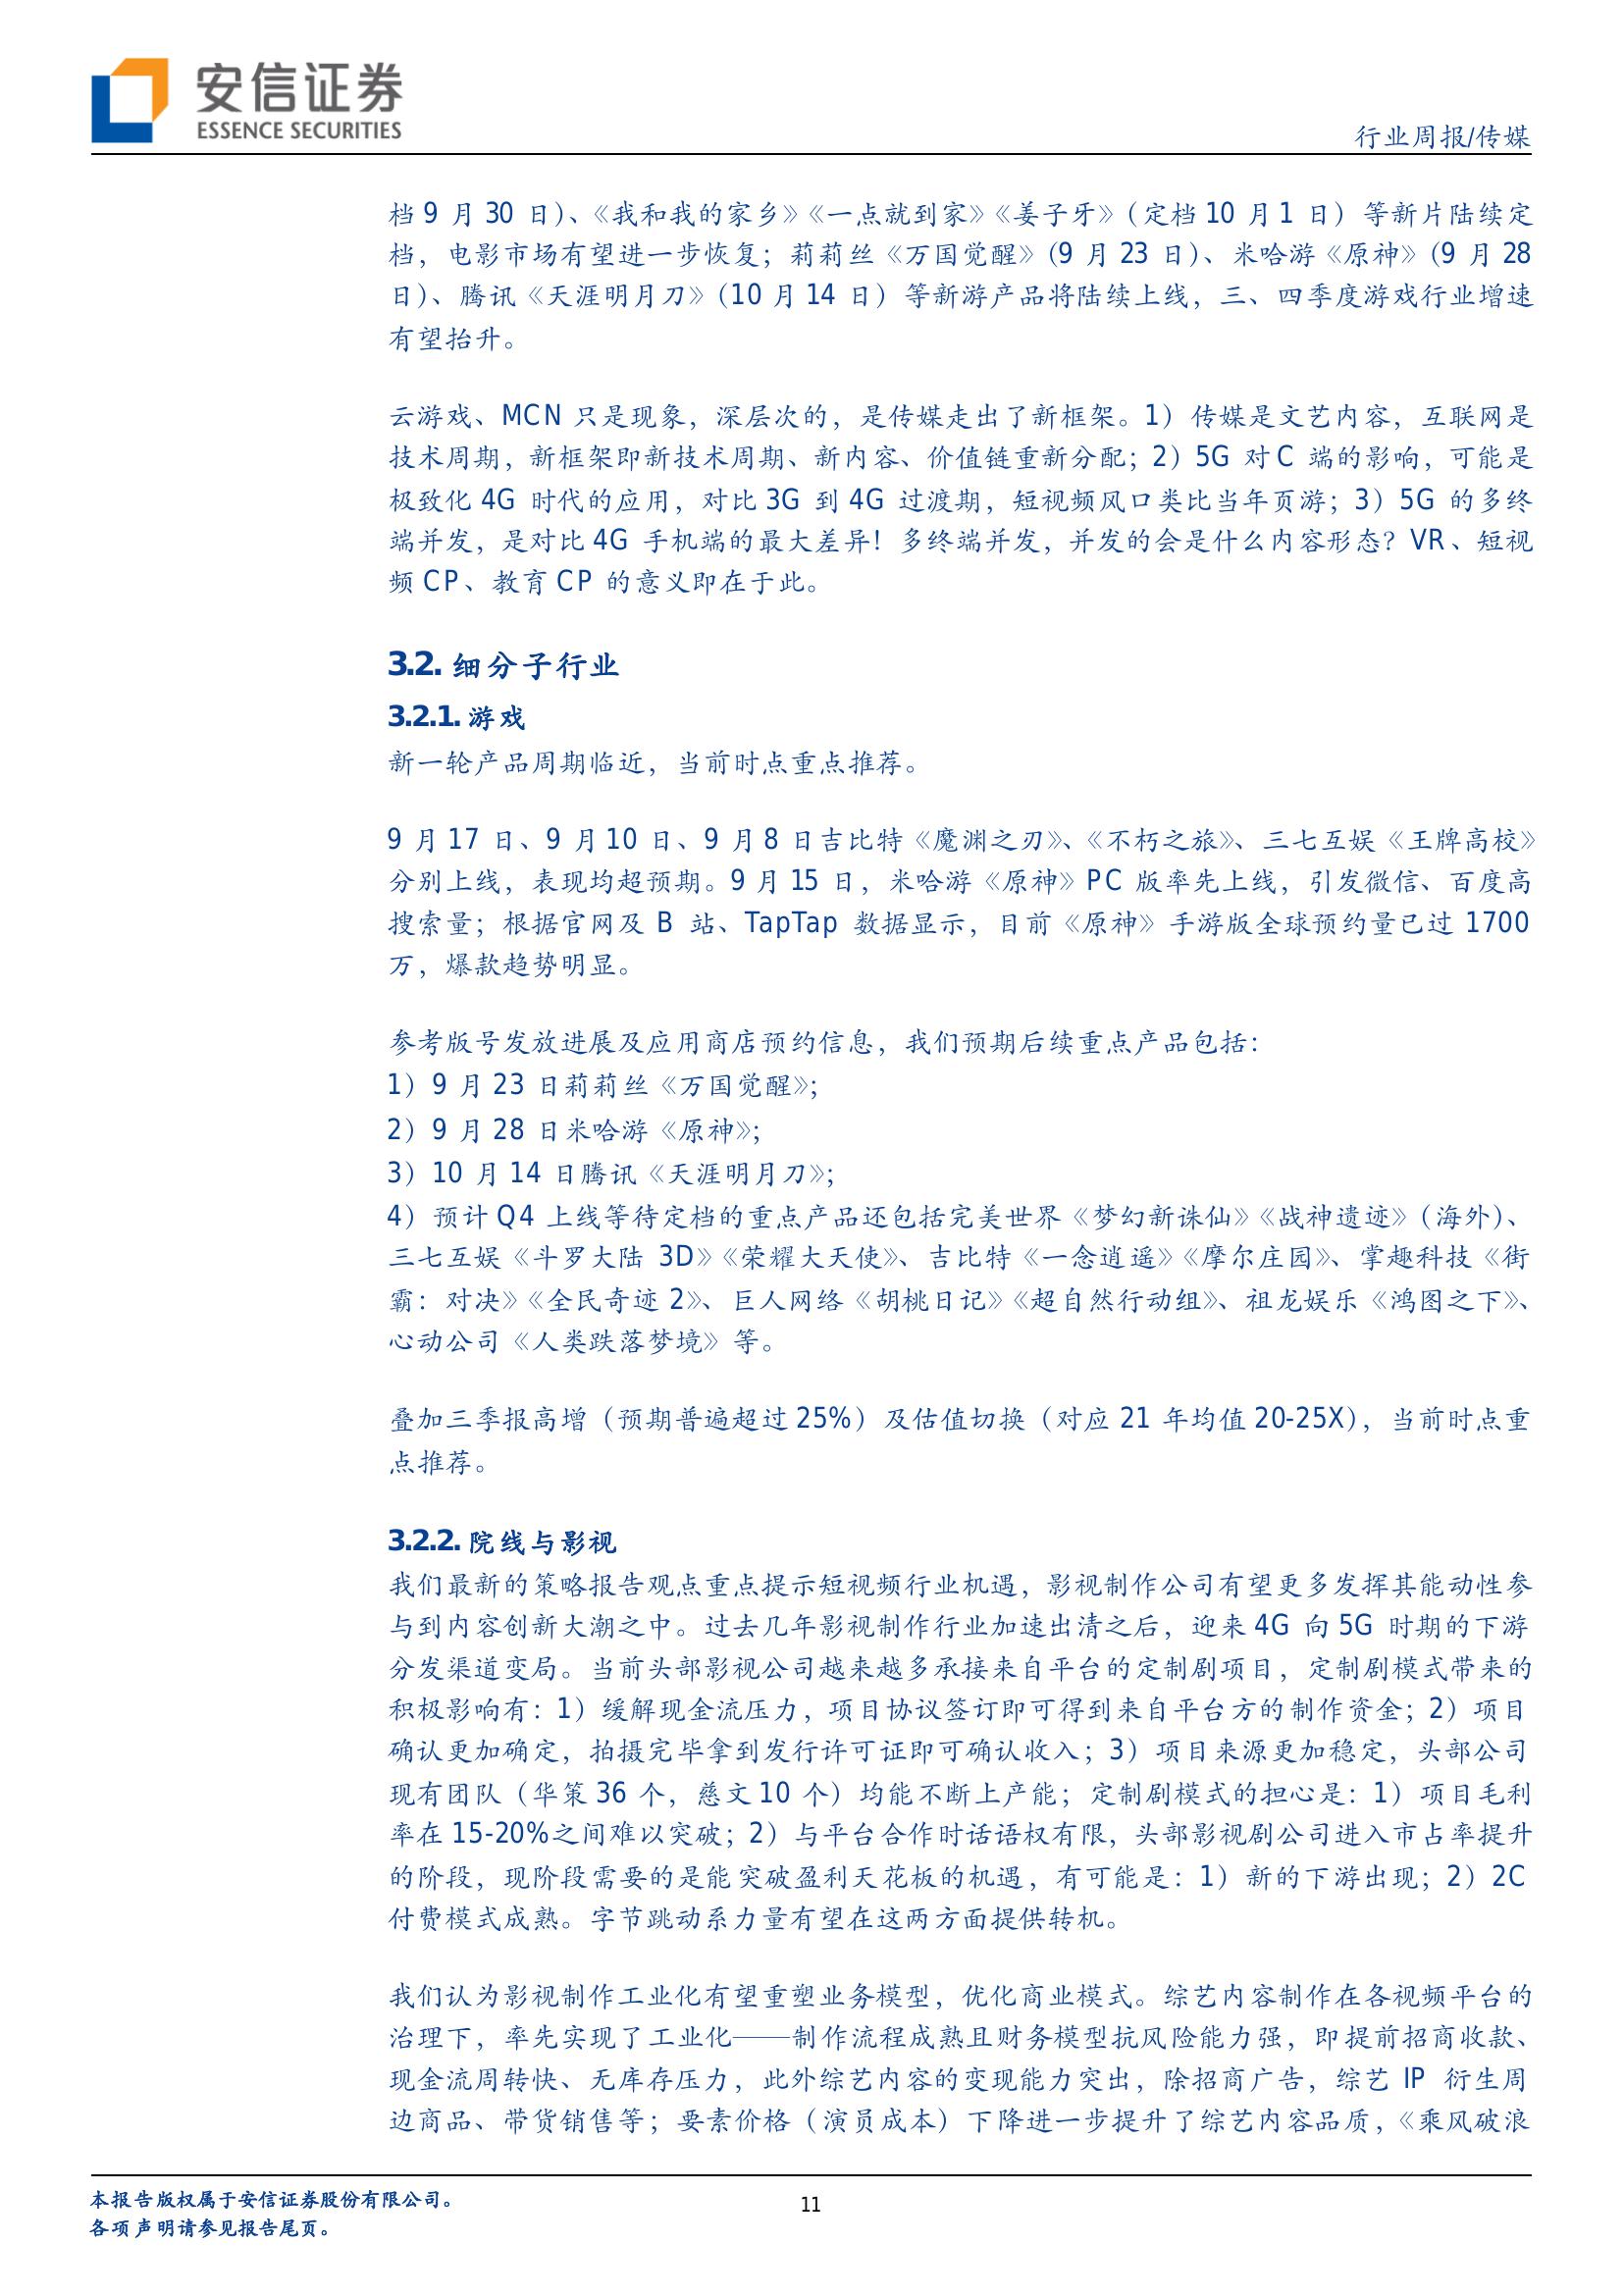 安信证券
ESSENCE SECURITIES
行业周报/传媒
档 9 月 30 日）、《我和我的家乡》《一点就到家》《姜子牙》（定档 10 月 1 日）等新片陆续定
档，电影市场有望进一步恢复；莉莉丝《万国觉醒》（9 月 23 日）、米哈游《原神》（9 月 28
日）、腾讯《天涯明月刀》（10 月 14 日）等新游产品将陆续上线，三、四季度游戏行业增速
有望抬升。
云游戏、MCN 只是现象，深层次的，是传媒走出了新框架。1）传媒是文艺内容，互联网是
技术周期，新框架即新技术周期、新内容、价值链重新分配；2）5G 对 C 端的影响，可能是
极致化 4G 时代的应用，对比 3G 到 4G 过渡期，短视频风口类比当年页游；3）5G 的多终
端并发，是对比 4G 手机端的最大差异！多终端并发，并发的会是什么内容形态？VR、短视
频 CP、教育 CP 的意义即在于此。
3.2. 细分子行业
3.2.1. 游戏
新一轮产品周期临近，当前时点重点推荐。
9 月 17 日、9 月 10 日、9 月 8 日吉比特《魔渊之刃》、《不朽之旅》、三七互娱《王牌高校》
分别上线，表现均超预期。9 月 15 日，米哈游《原神》PC 版率先上线，引发微信、百度高
搜索量；根据官网及 B 站、TapTap 数据显示，目前《原神》手游版全球预约量已过 1700
万，爆款趋势明显。
参考版号发放进展及应用商店预约信息，我们预期后续重点产品包括：
1）9 月 23 日莉莉丝《万国觉醒》；
2）9 月 28 日米哈游《原神》；
3）10 月 14 日腾讯《天涯明月刀》；
4）预计 Q4 上线等待定档的重点产品还包括完美世界《梦幻新诛仙》《战神遗迹》（海外）、
三七互娱《斗罗大陆 3D》《荣耀大天使》、吉比特《一念逍遥》《摩尔庄园》、掌趣科技《街
霸：对决》《全民奇迹 2》、巨人网络《胡桃日记》《超自然行动组》、祖龙娱乐《鸿图之下》、
心动公司《人类跌落梦境》等。
叠加三季报高增（预期普遍超过 25%）及估值切换（对应 21 年均值 20-25X），当前时点重
点推荐。
3.2.2. 院线与影视
我们最新的策略报告观点重点提示短视频行业机遇，影视制作公司有望更多发挥其能动性参
与到内容创新大潮之中。过去几年影视制作行业加速出清之后，迎来 4G 向 5G 时期的下游
分发渠道变局。当前头部影视公司越来越多承接来自平台的定制剧项目，定制剧模式带来的
积极影响有：1）缓解现金流压力，项目协议签订即可得到来自平台方的制作资金；2）项目
确认更加确定，拍摄完毕拿到发行许可证即可确认收入；3）项目来源更加稳定，头部公司
现有团队（华策 36 个，慈文 10 个）均能不断上产能；定制剧模式的担心是：1）项目毛利
率在 15-20%之间难以突破；2）与平台合作时话语权有限，头部影视剧公司进入市占率提升
的阶段，现阶段需要的是能突破盈利天花板的机遇，有可能是：1）新的下游出现；2）2C
付费模式成熟。字节跳动系力量有望在这两方面提供转机。
我们认为影视制作工业化有望重塑业务模型，优化商业模式。综艺内容制作在各视频平台的
治理下，率先实现了工业化——制作流程成熟且财务模型抗风险能力强，即提前招商收款、
现金流周转快、无库存压力，此外综艺内容的变现能力突出，除招商广告，综艺 IP 衍生周
边商品、带货销售等；要素价格（演员成本）下降进一步提升了综艺内容品质，《乘风破浪
本报告版权属于安信证券股份有限公司。
各项声明请参见报告尾页。
11